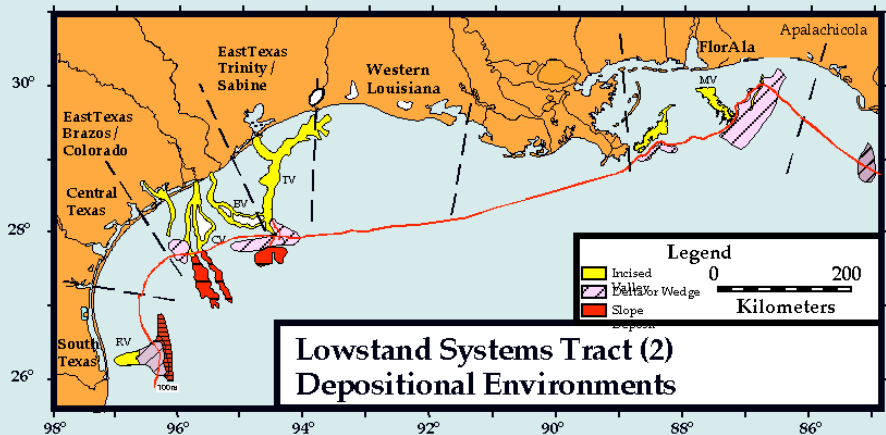 Apalachicola
FlorAla
EastTexas
Trinity /
Sabine
Western
Louisiana
30°
MV
EastTexas
Brazos /
Colorado
Central
Texas
TV
BV
28°
CV
Legend
Incised
Valley
Delta or Wedge
Slope
Deposit
0
200
Kilometers
South
Texas
RV
Lowstand Systems Tract (2)
Depositional Environments
26°
100m
98°
96°
94°
92°
90°
88°
86°